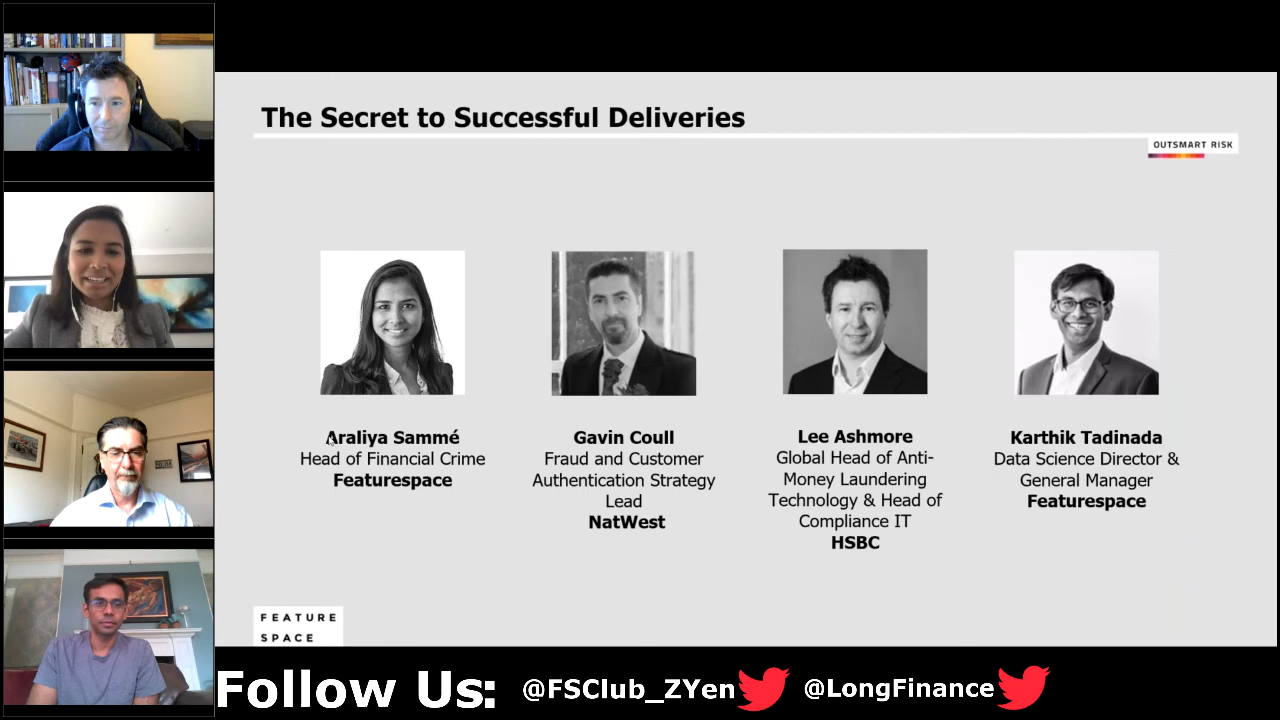 The Secret to Successful Deliveries
OUTSMART RISK
Araliya Sammé
Head of Financial Crime
Featurespace
Gavin Coull
Fraud and Customer
Authentication Strategy
Lead
NatWest
Lee Ashmore
Global Head of Anti-
Money Laundering
Technology & Head of
Compliance IT
HSBC
Karthik Tadinada
Data Science Director &
General Manager
Featurespace
FEATURE
SPACE
Follow Us: @FSClub_ZYen @LongFinance